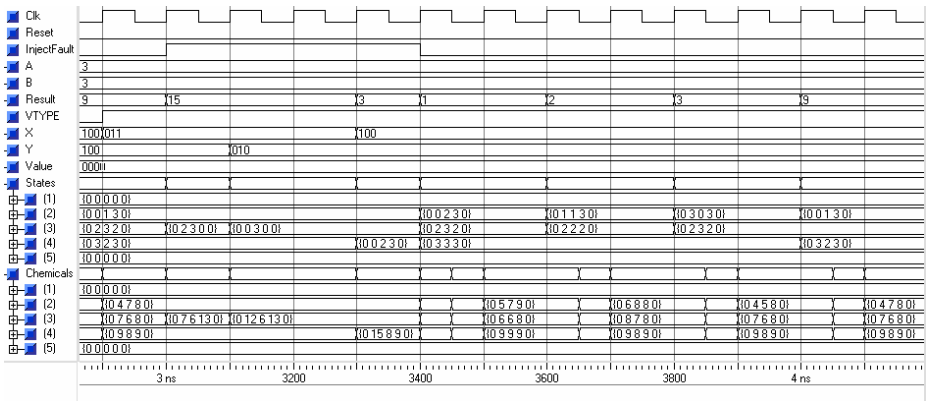 Clk
Reset
InjectFault
A 3
B 3
Result 9 15 3 1 2 3 9
VTYPE
X 100 011 100
Y 100 010
Value 000
States
(1) {0 0 0 0 0}
(2) {0 0 1 3 0} {0 0 2 3 0} {0 1 1 3 0} {0 3 0 3 0} {0 0 1 3 0}
(3) {0 2 3 2 0} {0 2 3 0 0} {0 0 3 0 0} {0 2 3 2 0} {0 2 2 2 0} {0 2 3 2 0}
(4) {0 3 2 3 0} {0 0 2 3 0} {0 3 3 3 0} {0 3 2 3 0}
(5) {0 0 0 0 0}
Chemicals
(1) {0 0 0 0 0}
(2) {0 4 7 8 0} {0 5 7 9 0} {0 6 8 8 0} {0 4 5 8 0} {0 4 7 8 0}
(3) {0 7 6 8 0} {0 7 6 13 0} {0 12 6 13 0} {0 6 6 8 0} {0 8 7 8 0} {0 7 6 8 0} {0 7 6 8 0}
(4) {0 9 8 9 0} {0 15 8 9 0} {0 9 9 9 0} {0 9 8 9 0} {0 9 8 9 0} {0 9 8 9 0}
(5) {0 0 0 0 0}
3 ns 3200 3400 3600 3800 4 ns